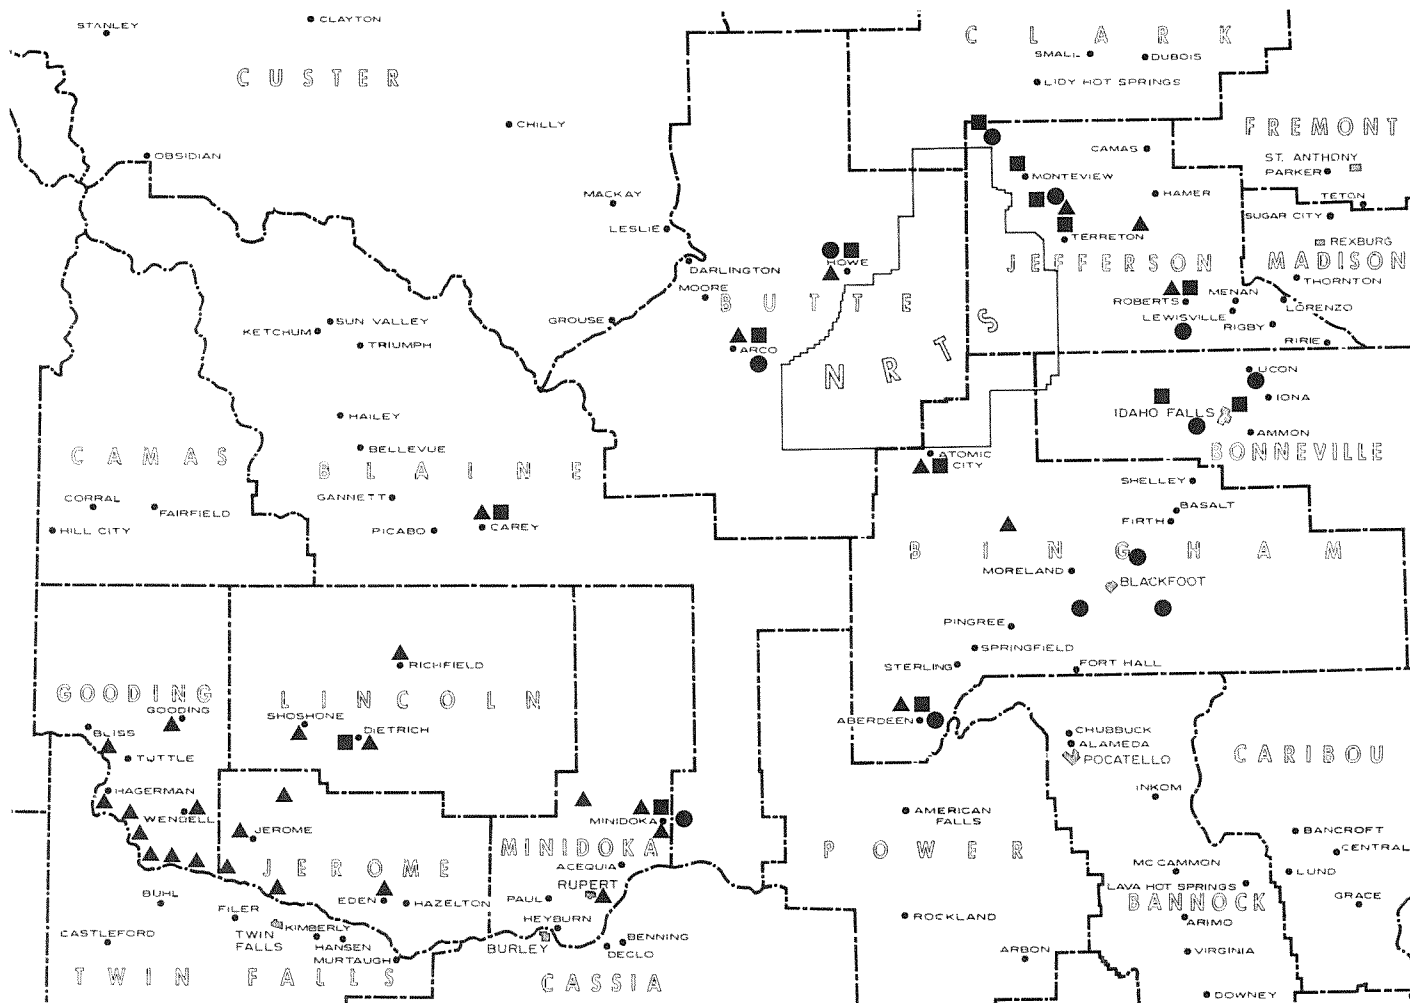 STANLEY
CLAYTON
CUSTER
CLARK
SMALL
DUBOIS
LIDY HOT SPRINGS
CHILLY
FREMONT
OBSIDIAN
CAMAS
ST. ANTHONY
PARKER
MONTEVIEW
MACKAY
HAMER
TETON
SUGAR CITY
LESLIE
TERRETON
REXBURG
HOWE
JEFFERSON
MADISON
DARLINGTON
THORNTON
MOORE
BUTTE
ROBERTS
MENAN
LORENZO
LEWISVILLE
GROUSE
SUN VALLEY
KETCHUM
RIGBY
TRIUMPH
ARCO
RIRIE
NRTS
UCON
IONA
HAILEY
IDAHO FALLS
AMMON
BELLEVUE
CAMAS
BLAINE
ATOMIC
CITY
BONNEVILLE
SHELLEY
GANNETT
CORRAL
FAIRFIELD
BASALT
HILL CITY
PICABO
CAREY
FIRTH
BINGHAM
MORELAND
BLACKFOOT
PINGREE
SPRINGFIELD
RICHFIELD
STERLING
FORT HALL
GOODING
LINCOLN
GOODING
SHOSHONE
ABERDEEN
BLISS
DIETRICH
CHUBBUCK
ALAMEDA
TUTTLE
POCATELLO
CARIBOU
HAGERMAN
INKOM
WENDELL
MINIDOKA
AMERICAN
FALLS
JEROME
BANCROFT
MINIDOKA
POWER
CENTRAL
JEROME
ACEQUIA
MC CAMMON
LUND
RUPERT
LAVA HOT SPRINGS
BUHL
EDEN
HAZELTON
PAUL
BANNOCK
GRACE
FILER
HEYBURN
ROCKLAND
ARIMO
TWIN
FALLS
KIMBERLY
CASTLEFORD
HANSEN
BURLEY
BENNING
DECLO
ARBON
VIRGINIA
MURTAUGH
TWIN FALLS
CASSIA
DOWNEY